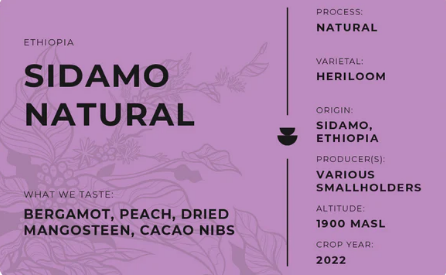 ETHIOPIA
SIDAMO
NATURAL
WHAT WE TASTE:
BERGAMOT, PEACH, DRIED
MANGOSTEEN, CACAO NIBS
PROCESS:
NATURAL
VARIETAL:
HERILOOM
ORIGIN:
SIDAMO,
ETHIOPIA
PRODUCER(S):
VARIOUS
SMALLHOLDERS
ALTITUDE:
1900 MASL
CROP YEAR:
2022